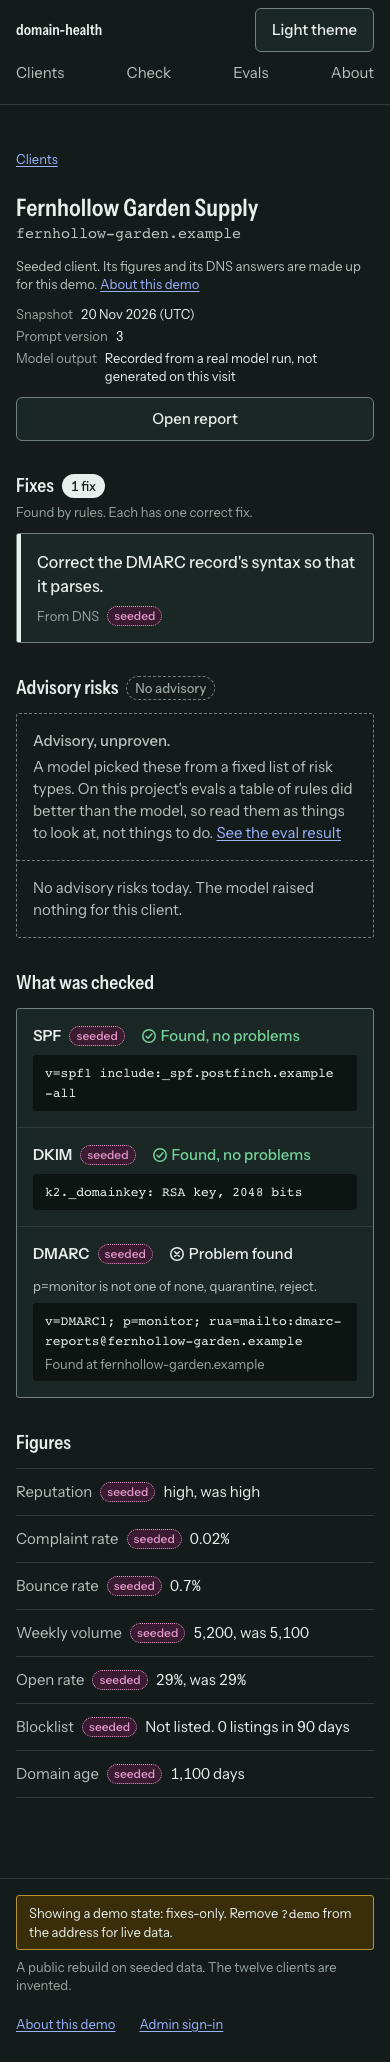 domain-health
Light theme
Clients
Check
Evals
About
Clients
Fernhollow Garden Supply
fernhollow-garden.example
Seeded client. Its figures and its DNS answers are made up
for this demo. About this demo
Snapshot 20 Nov 2026 (UTC)
Prompt version 3
Model output Recorded from a real model run, not
generated on this visit
Open report
Fixes 1 fix
Found by rules. Each has one correct fix.
Correct the DMARC record's syntax so that
it parses.
From DNS seeded
Advisory risks No advisory
Advisory, unproven.
A model picked these from a fixed list of risk
types. On this project's evals a table of rules did
better than the model, so read them as things
to look at, not things to do. See the eval result
No advisory risks today. The model raised
nothing for this client.
What was checked
SPF seeded Found, no problems
v=spf1 include:_spf.postfinch.example
-all
DKIM seeded Found, no problems
k2._domainkey: RSA key, 2048 bits
DMARC seeded Problem found
p=monitor is not one of none, quarantine, reject.
v=DMARC1; p=monitor; rua=mailto:dmarc-
reports@fernhollow-garden.example
Found at fernhollow-garden.example
Figures
Reputation seeded high, was high
Complaint rate seeded 0.02%
Bounce rate seeded 0.7%
Weekly volume seeded 5,200, was 5,100
Open rate seeded 29%, was 29%
Blocklist seeded Not listed. 0 listings in 90 days
Domain age seeded 1,100 days
Showing a demo state: fixes-only. Remove ?demo from
the address for live data.
A public rebuild on seeded data. The twelve clients are
invented.
About this demo
Admin sign-in